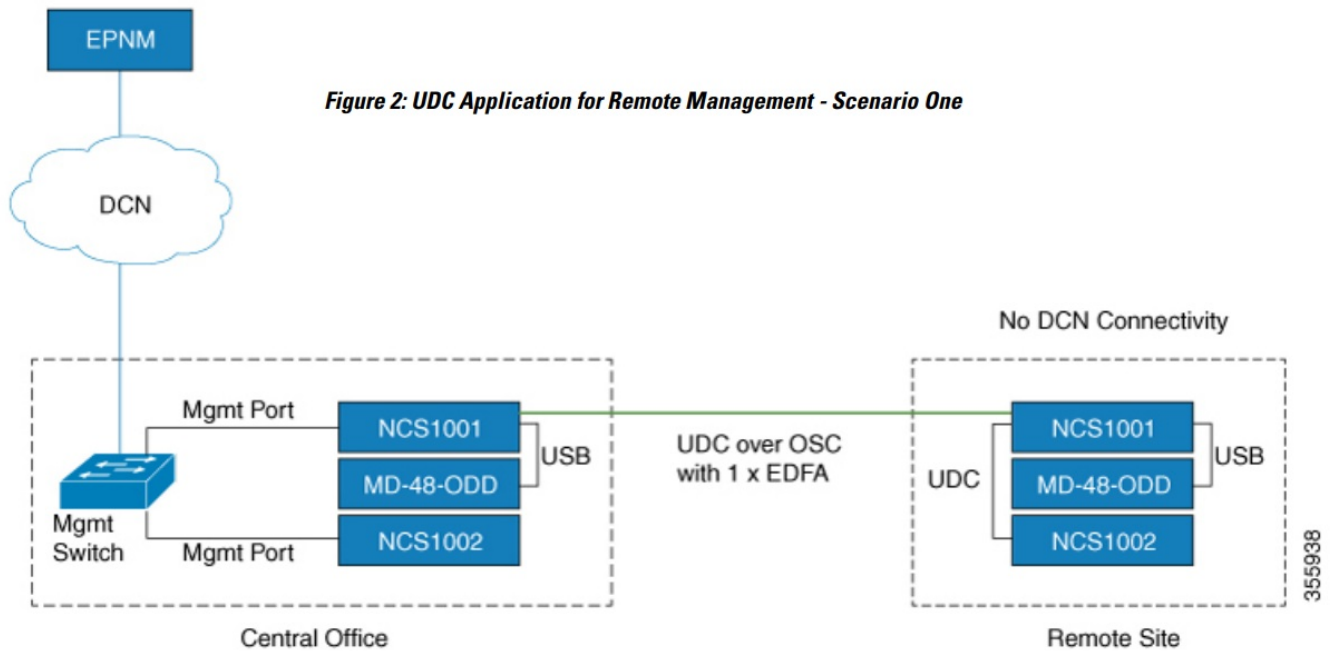 EPNM
Figure 2: UDC Application for Remote Management - Scenario One
DCN
No DCN Connectivity
Mgmt Port
NCS1001
MD-48-ODD
NCS1002
USB
Mgmt
Switch
Mgmt Port
UDC over OSC
with 1 x EDFA
UDC
NCS1001
MD-48-ODD
NCS1002
USB
355938
Central Office
Remote Site